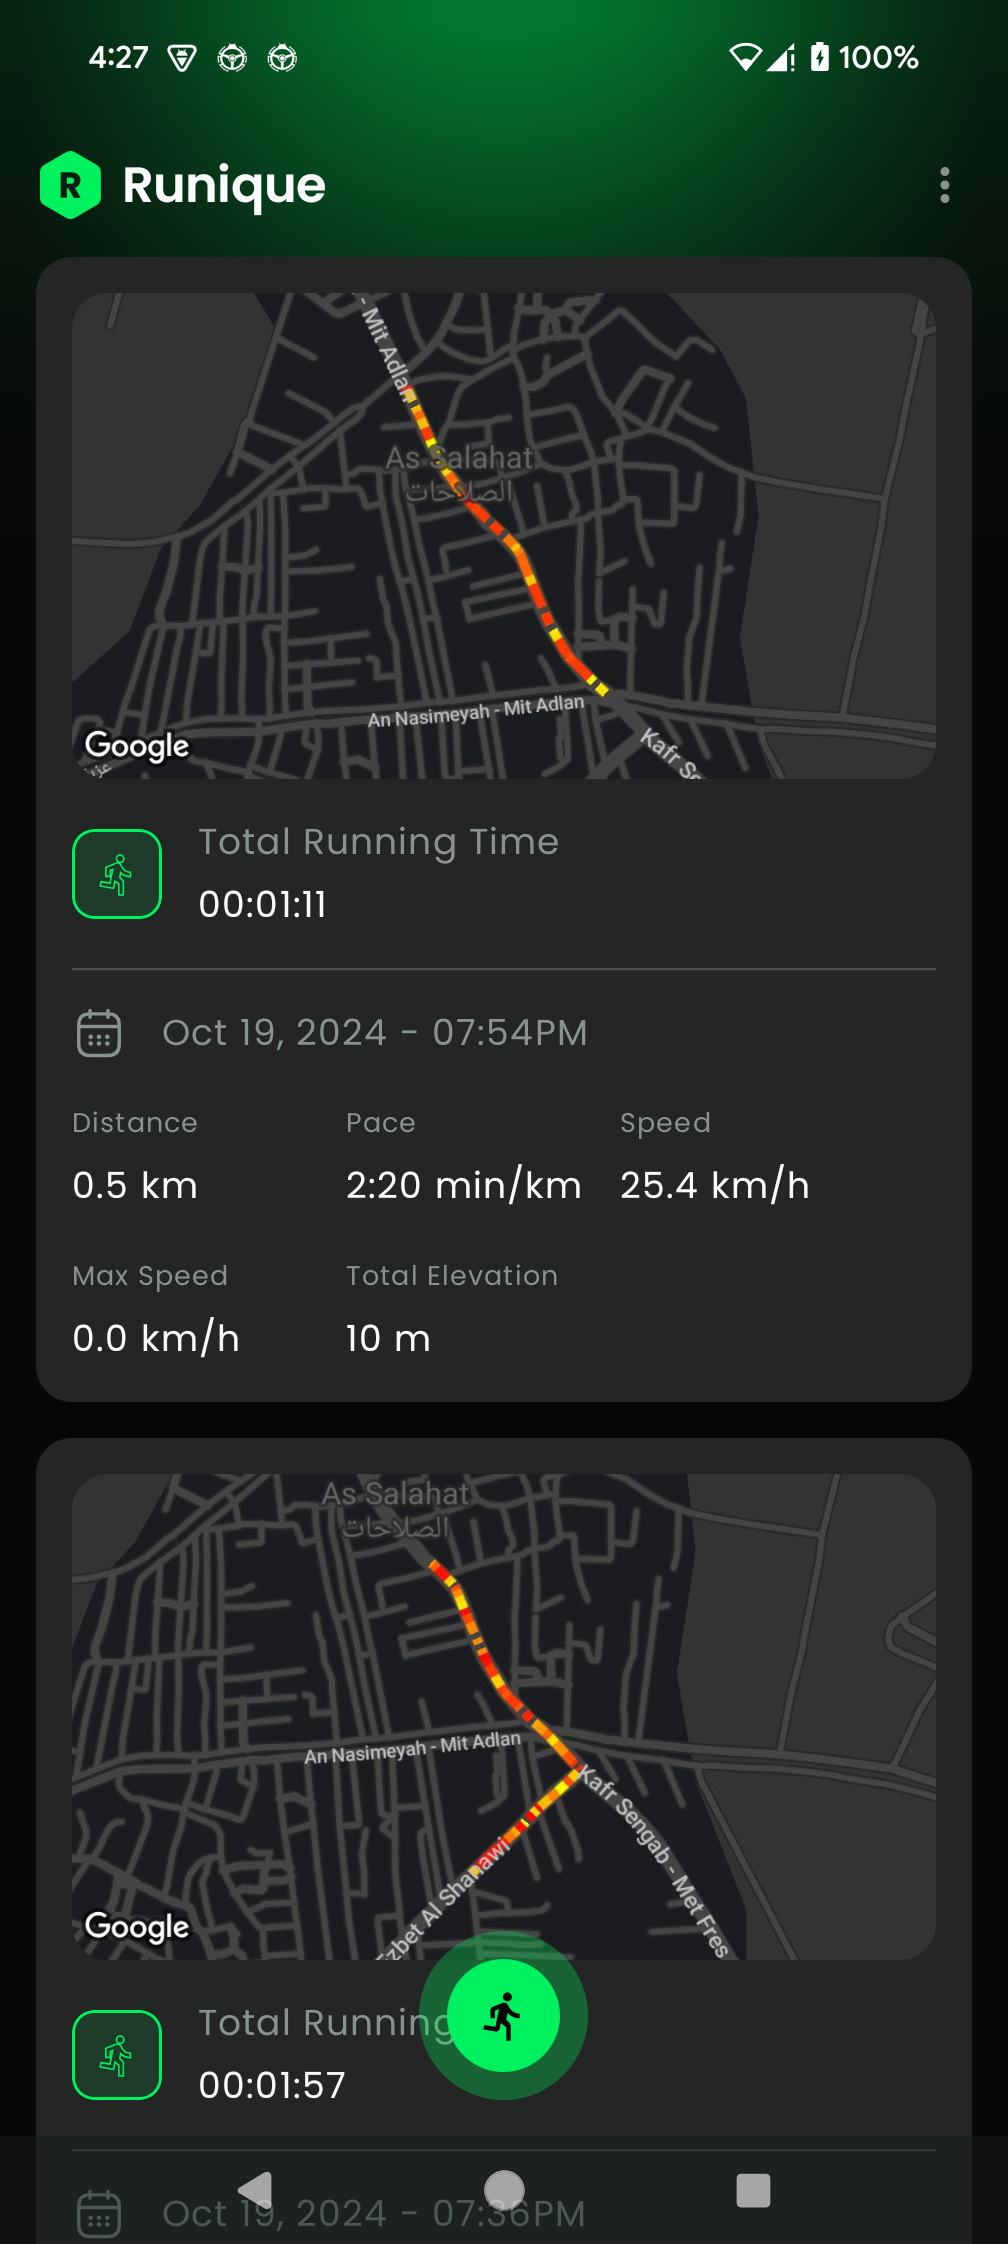 4:27
100%
R Runique
- Mit Adlan
As Salahat
الصلاحات
An Nasimeyah - Mit Adlan
Kafr Se
Google
Total Running Time
00:01:11
Oct 19, 2024 - 07:54PM
Distance Pace Speed
0.5 km 2:20 min/km 25.4 km/h
Max Speed Total Elevation
0.0 km/h 10 m
As Salahat
الصلاحات
An Nasimeyah - Mit Adlan
Kafr Sengab - Met Fres
Ezbet Al Shanawi
Google
Total Running
00:01:57
Oct 19, 2024 - 07:36PM